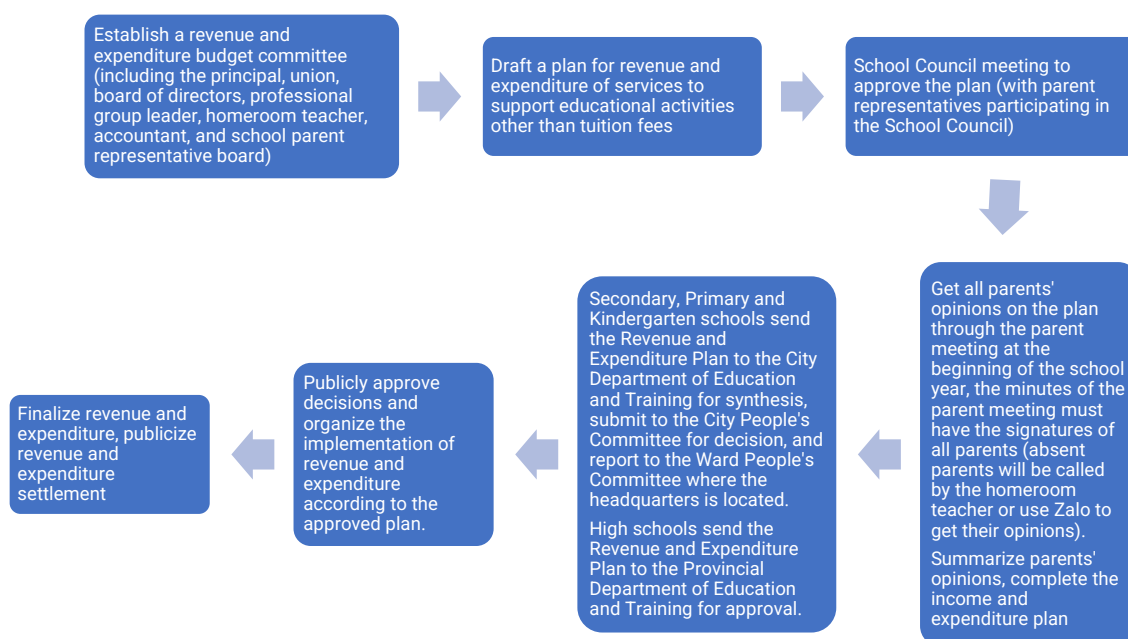 Establish a revenue and
expenditure budget committee
(including the principal, union,
board of directors, professional
group leader, homeroom teacher,
accountant, and school parent
representative board)
Draft a plan for revenue and
expenditure of services to
support educational activities
other than tuition fees
School Council meeting to
approve the plan (with parent
representatives participating in
the School Council)
Get all parents'
opinions on the plan
through the parent
meeting at the
beginning of the school
year, the minutes of the
parent meeting must
have the signatures of
all parents (absent
parents will be called
by the homeroom
teacher or use Zalo to
get their opinions).
Summarize parents'
opinions, complete the
income and
expenditure plan
Secondary, Primary and
Kindergarten schools send
the Revenue and
Expenditure Plan to the City
Department of Education
and Training for synthesis,
submit to the City People's
Committee for decision, and
report to the Ward People's
Committee where the
headquarters is located.
High schools send the
Revenue and Expenditure
Plan to the Provincial
Department of Education
and Training for approval.
Publicly approve
decisions and
organize the
implementation of
revenue and
expenditure
according to the
approved plan.
Finalize revenue and
expenditure, publicize
revenue and
expenditure
settlement